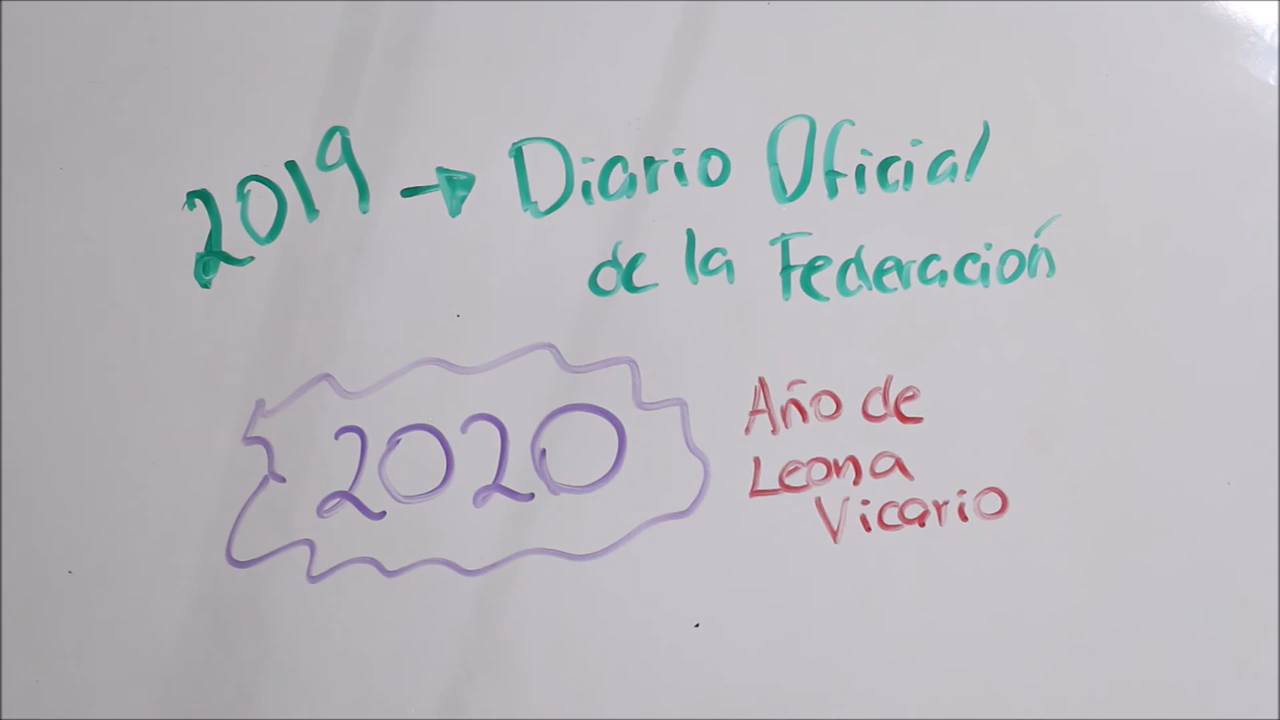 2019 → Diario Oficial
de la Federación
2020
Año de
Leona
Vicario